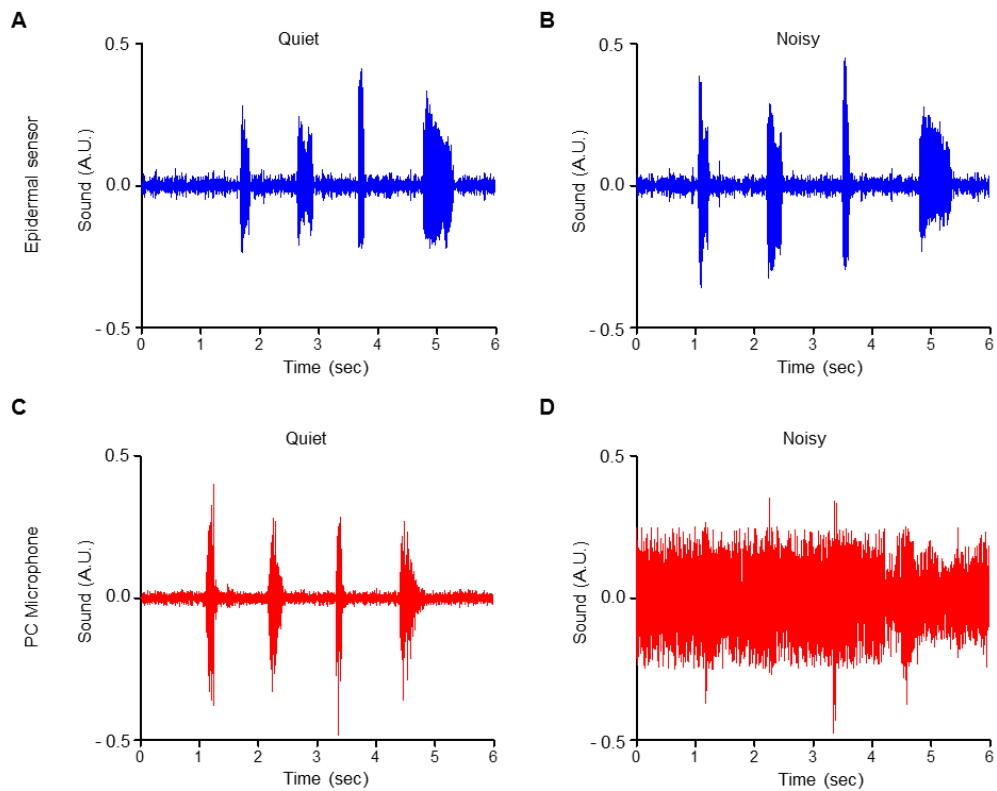 A
Quiet
0.5
0.0
- 0.5
Sound (A.U.)
Epidermal sensor
0 1 2 3 4 5 6
Time (sec)
B
Noisy
0.5
0.0
- 0.5
Sound (A.U.)
0 1 2 3 4 5 6
Time (sec)
C
Quiet
0.5
0.0
- 0.5
Sound (A.U.)
PC Microphone
0 1 2 3 4 5 6
Time (sec)
D
Noisy
0.5
0.0
- 0.5
Sound (A.U.)
0 1 2 3 4 5 6
Time (sec)